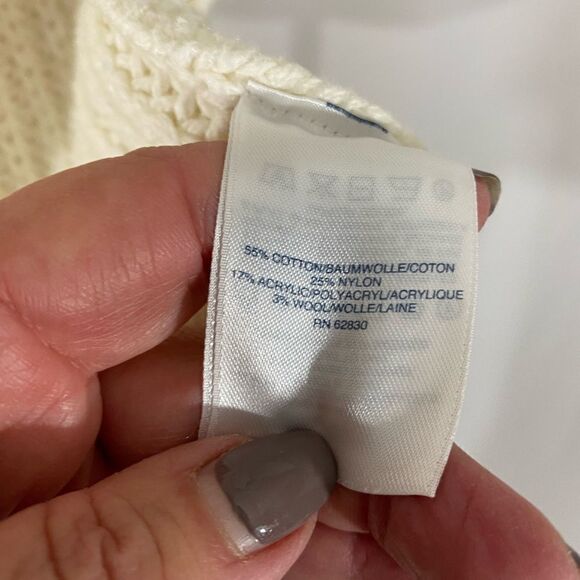 55% COTTON/BAUMWOLLE/COTON
25% NYLON
17% ACRYLIC/POLYACRYL/ACRYLIQUE
3% WOOL/WOLLE/LAINE
RN 62830